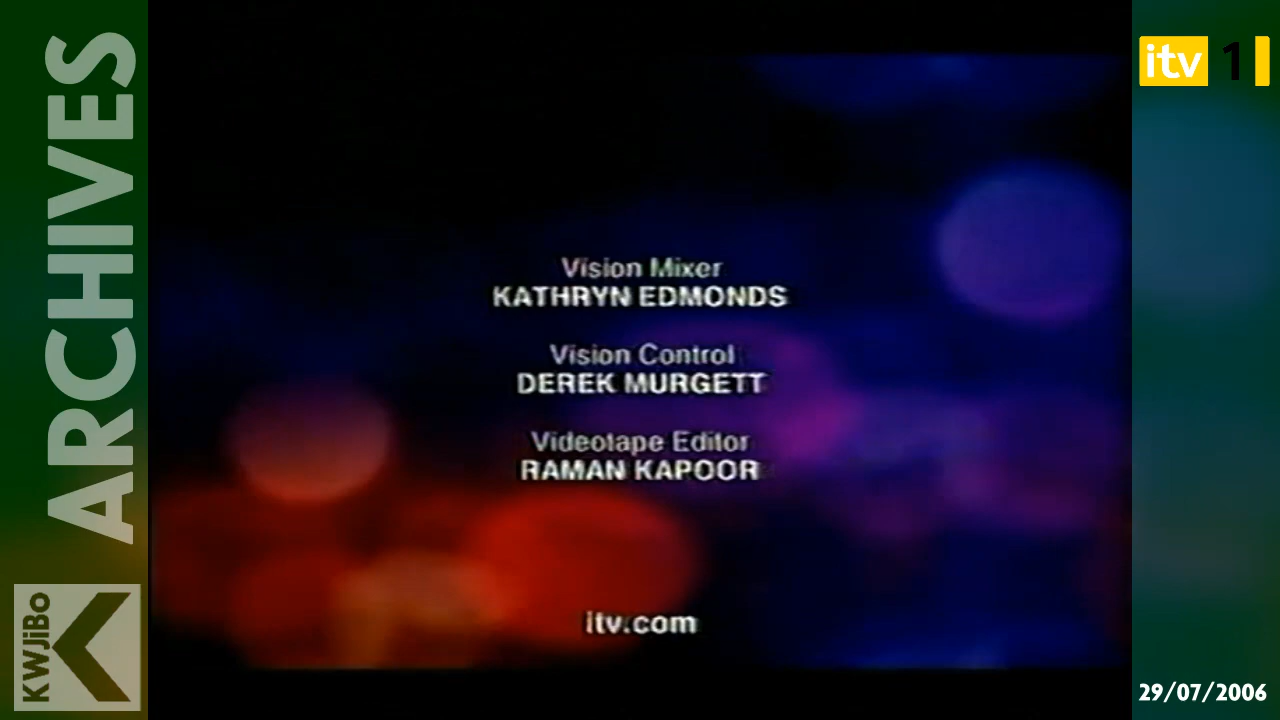 ARCHIVES
KWJiBo
itv 1
Vision Mixer
KATHRYN EDMONDS
Vision Control
DEREK MURGETT
Videotape Editor
RAMAN KAPOOR
itv.com
29/07/2006